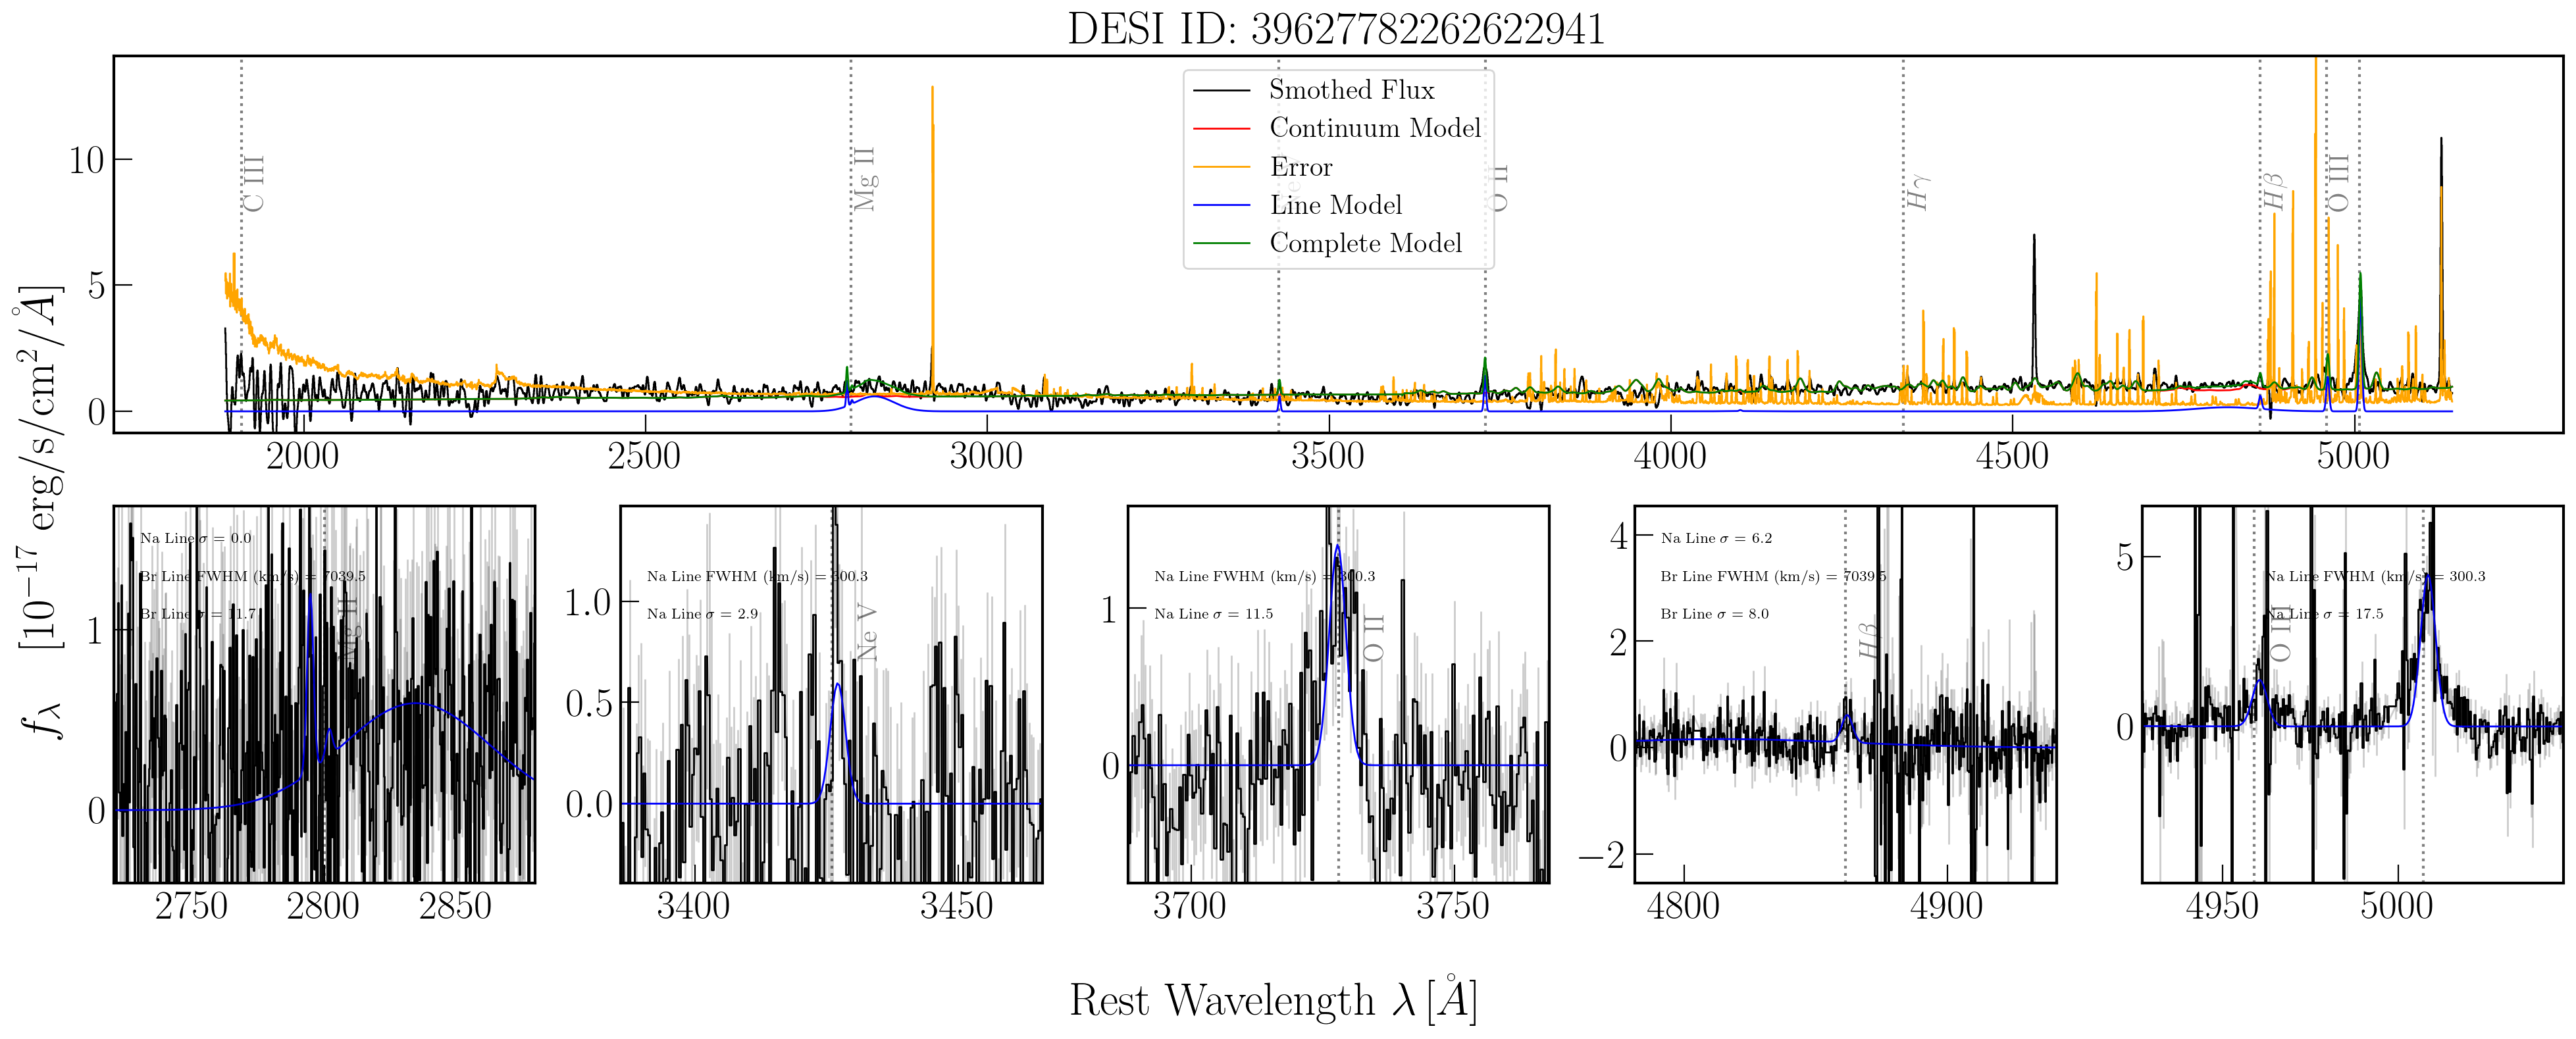 DESI ID: 39627782262622941
Smothed Flux
Continuum Model
Error
Line Model
Complete Model
C III
Mg II
O II
Hγ
Hβ
O III
10
5
0
2000 2500 3000 3500 4000 4500 5000
fλ [10⁻¹⁷ erg/s/cm²/Å]
Na Line σ = 0.0
Br Line FWHM (km/s) = 7039.5
Br Line σ = 11.7
Mg II
1
0
2750 2800 2850
Na Line FWHM (km/s) = 300.3
Na Line σ = 2.9
Ne V
1.0
0.5
0.0
3400 3450
Na Line FWHM (km/s) = 300.3
Na Line σ = 11.5
O II
1
0
3700 3750
Na Line σ = 6.2
Br Line FWHM (km/s) = 7039.5
Br Line σ = 8.0
Hβ
4
2
0
−2
4800 4900
Na Line FWHM (km/s) = 300.3
Na Line σ = 17.5
O III
5
0
4950 5000
Rest Wavelength λ [Å]